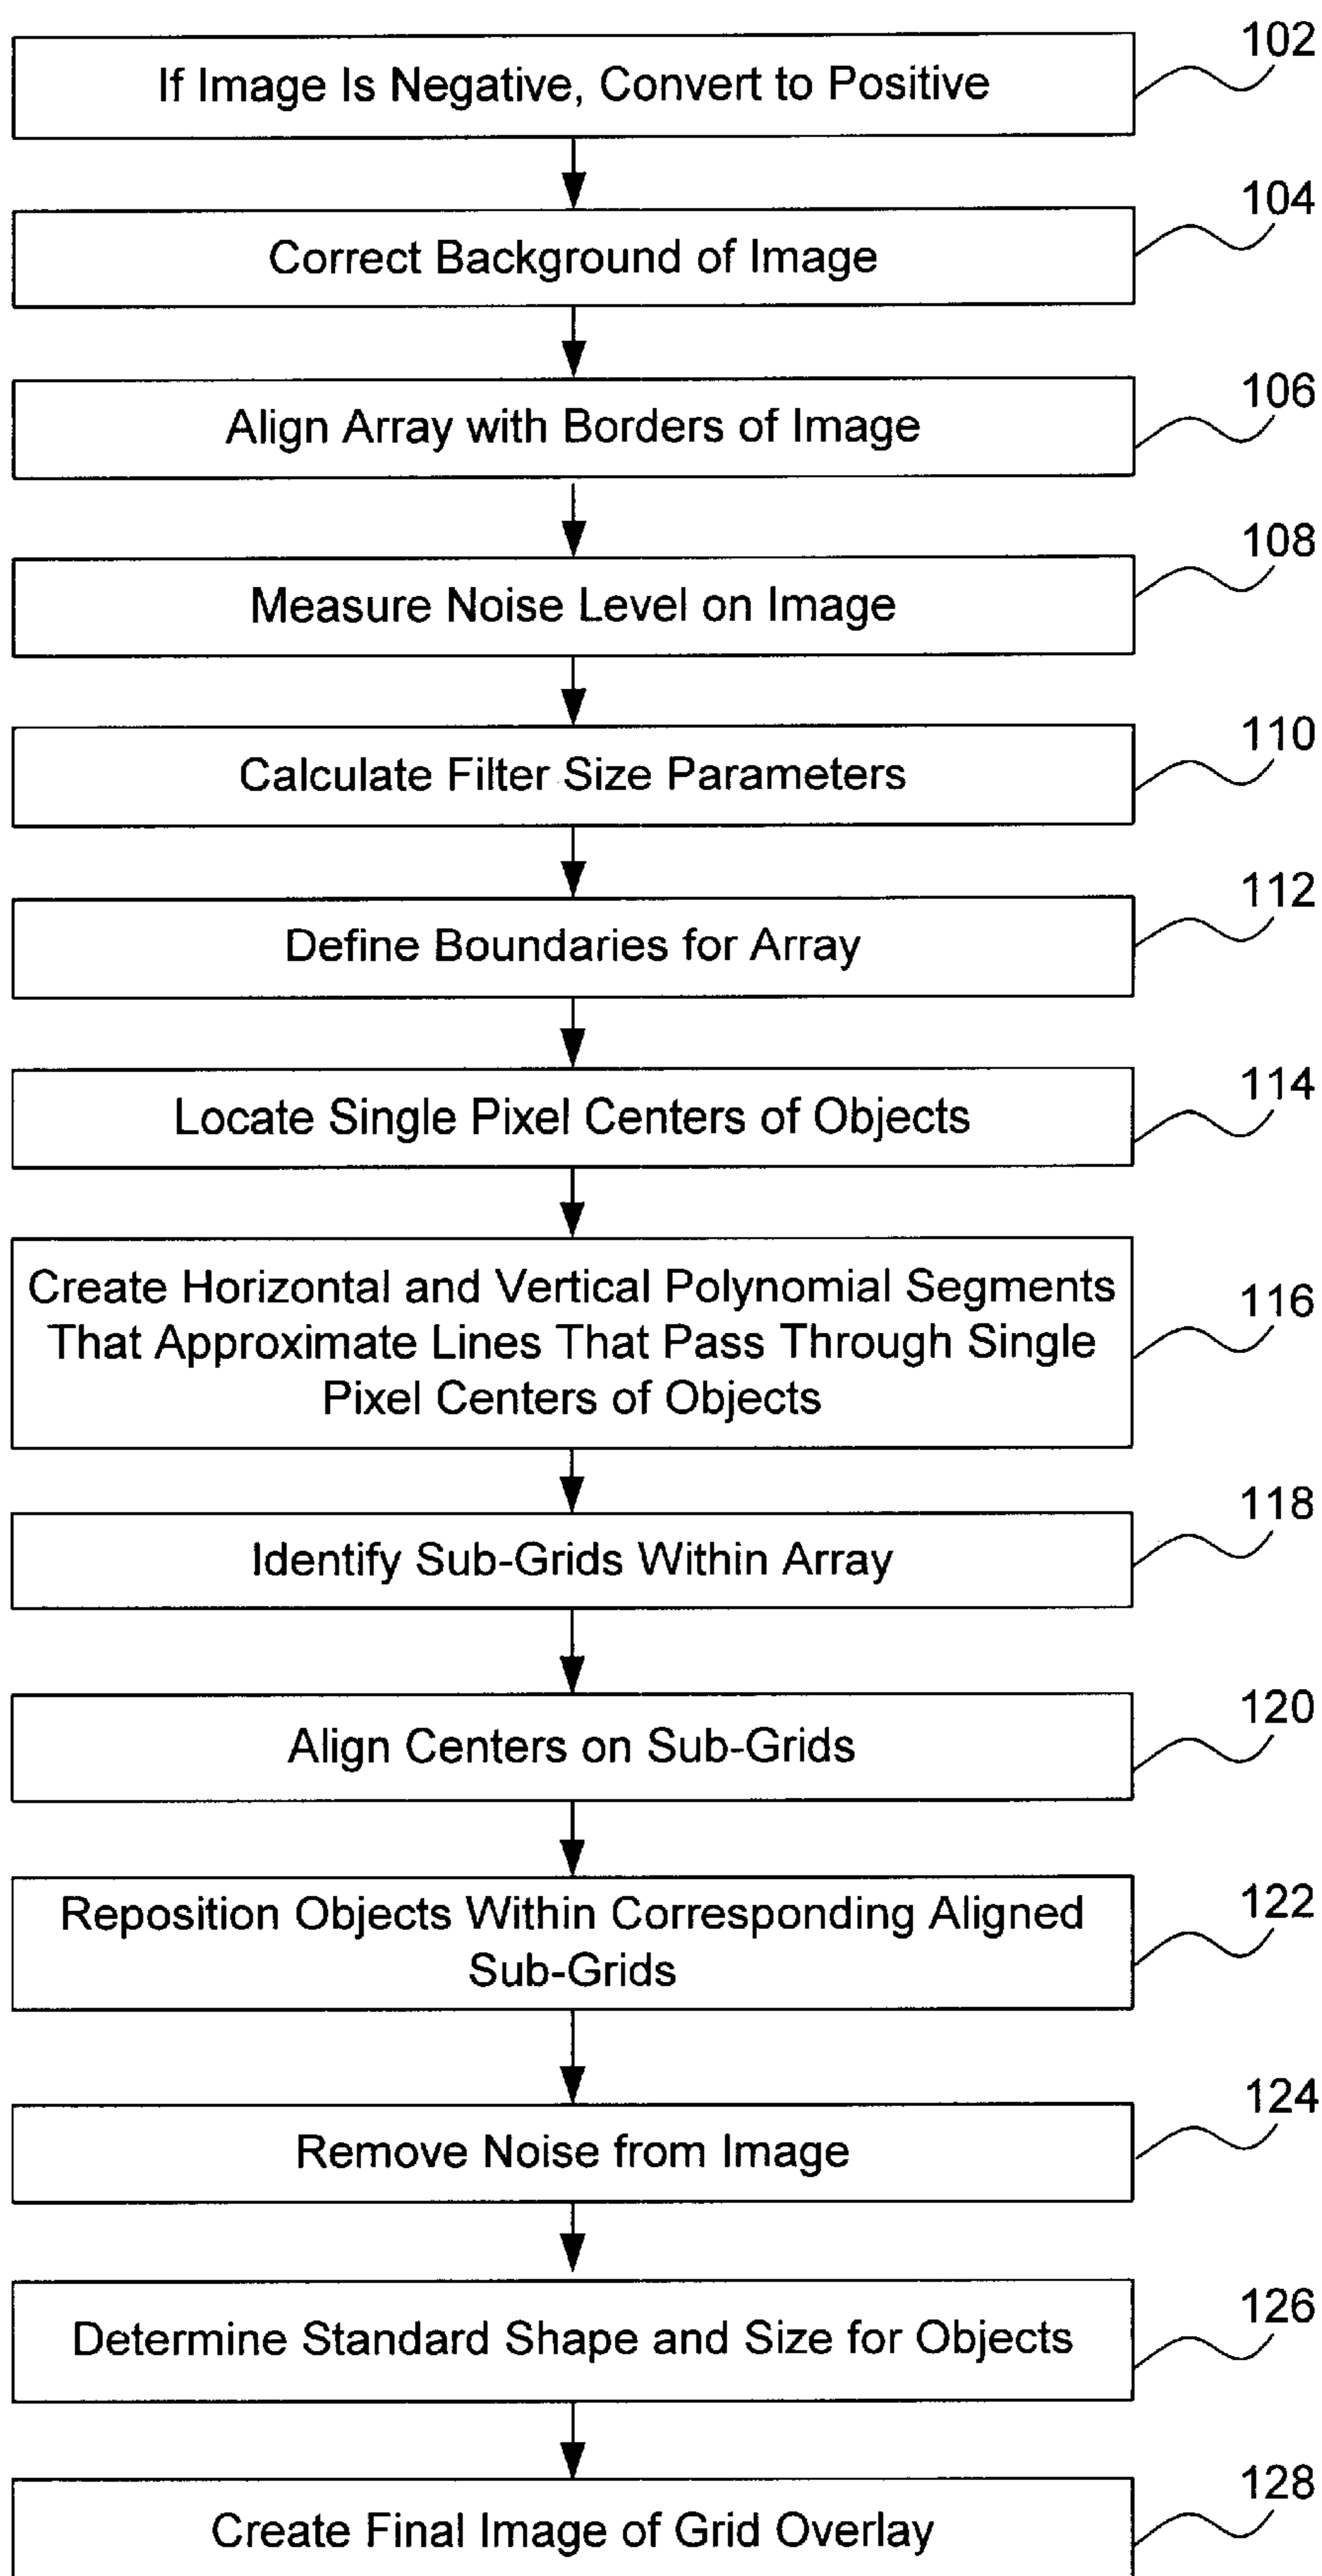 102
If Image Is Negative, Convert to Positive
104
Correct Background of Image
106
Align Array with Borders of Image
108
Measure Noise Level on Image
110
Calculate Filter Size Parameters
112
Define Boundaries for Array
114
Locate Single Pixel Centers of Objects
Create Horizontal and Vertical Polynomial Segments
116
That Approximate Lines That Pass Through Single
Pixel Centers of Objects
118
Identify Sub-Grids Within Array
120
Align Centers on Sub-Grids
122
Reposition Objects Within Corresponding Aligned
Sub-Grids
124
Remove Noise from Image
126
Determine Standard Shape and Size for Objects
128
Create Final Image of Grid Overlay